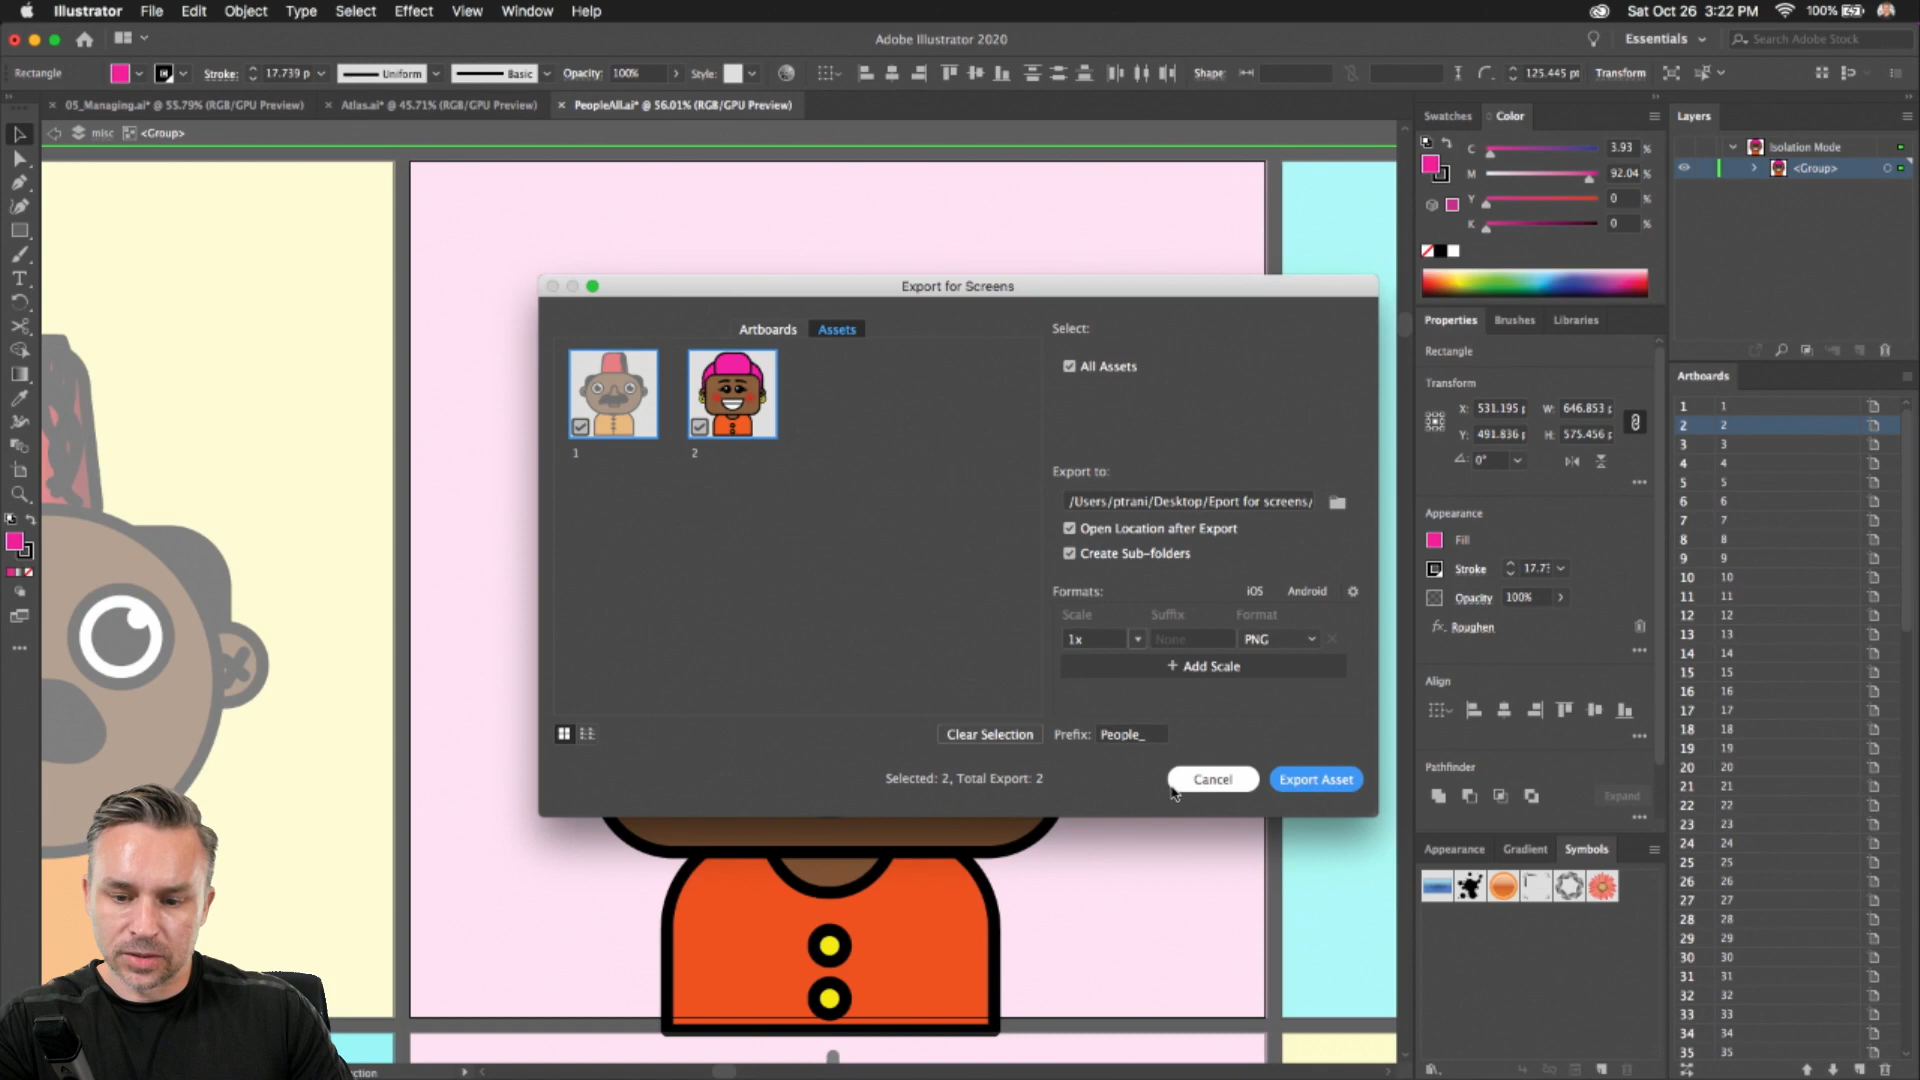 Illustrator File Edit Object Type Select Effect View Window Help
Sat Oct 26 3:22 PM 100%
Adobe Illustrator 2020
Essentials
Search Adobe Stock
Rectangle Stroke: 17.739 p Uniform Basic Opacity: 100% Style: Shape: 125.445 pt Transform
05_Managing.ai* @ 55.79% (RGB/GPU Preview)
Atlas.ai* @ 45.71% (RGB/GPU Preview)
PeopleAll.ai* @ 56.01% (RGB/GPU Preview)
misc <Group>
Export for Screens
Artboards Assets
1
2
Select:
All Assets
Export to:
/Users/ptrani/Desktop/Eport for screens/
Open Location after Export
Create Sub-folders
Formats: iOS Android
Scale Suffix Format
1x None PNG
+ Add Scale
Clear Selection Prefix: People_
Selected: 2, Total Export: 2
Cancel Export Asset
Swatches Color
C 3.93 %
M 92.04 %
Y 0 %
K 0 %
Properties Brushes Libraries
Rectangle
Transform
X: 531.195 W: 646.853
Y: 491.836 H: 575.456
0°
Appearance
Fill
Stroke 17.73
Opacity 100%
fx. Roughen
Align
Pathfinder
Expand
Appearance Gradient Symbols
Layers
Isolation Mode
<Group>
Artboards
1 1
2 2
3 3
4 4
5 5
6 6
7 7
8 8
9 9
10 10
11 11
12 12
13 13
14 14
15 15
16 16
17 17
18 18
19 19
20 20
21 21
22 22
23 23
24 24
25 25
26 26
27 27
28 28
29 29
30 30
31 31
32 32
33 33
34 34
35 35
ction